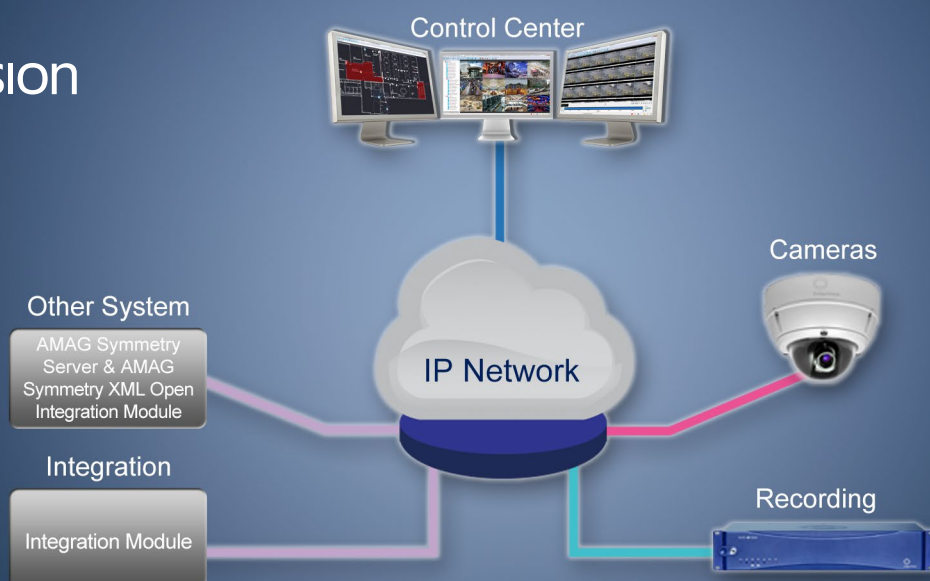 Control Center
sion
Cameras
Other System
AMAG Symmetry
Server & AMAG
Symmetry XML Open
Integration Module
IP Network
Integration
Integration Module
Recording